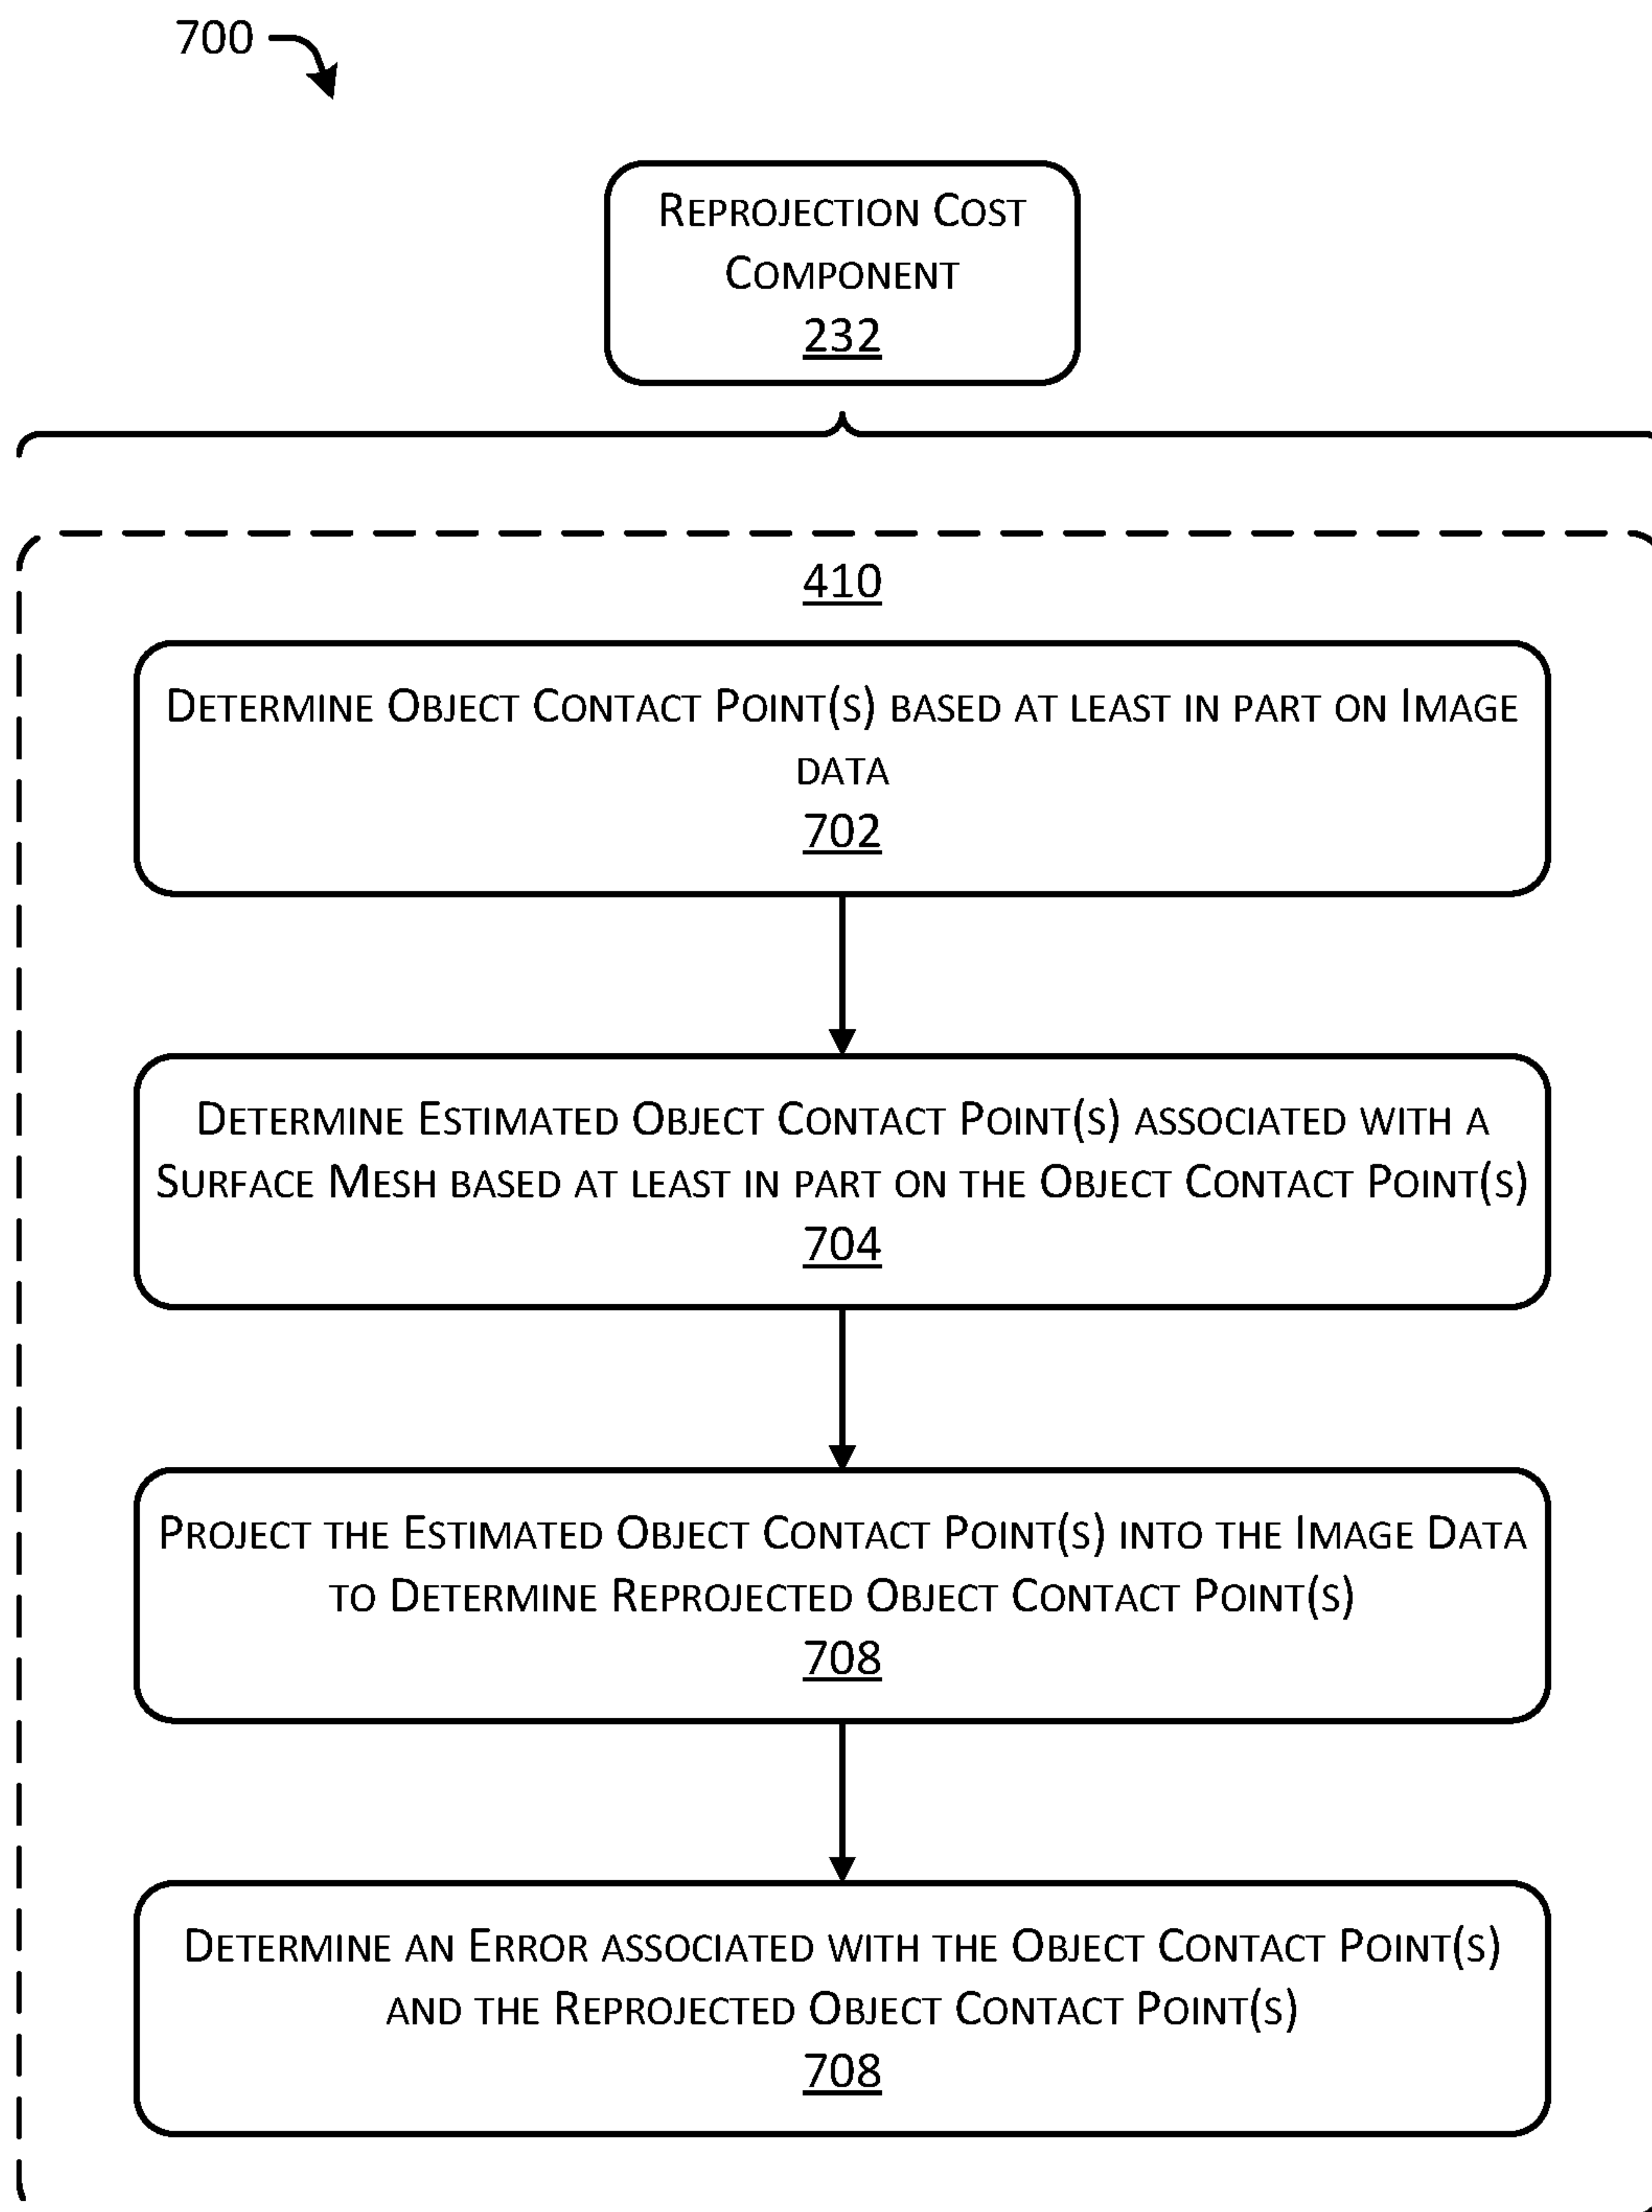 700
Reprojection Cost
Component
232
410
Determine Object Contact Point(s) based at least in part on Image
data
702
Determine Estimated Object Contact Point(s) associated with a
Surface Mesh based at least in part on the Object Contact Point(s)
704
Project the Estimated Object Contact Point(s) into the Image Data
to Determine Reprojected Object Contact Point(s)
708
Determine an Error associated with the Object Contact Point(s)
and the Reprojected Object Contact Point(s)
708